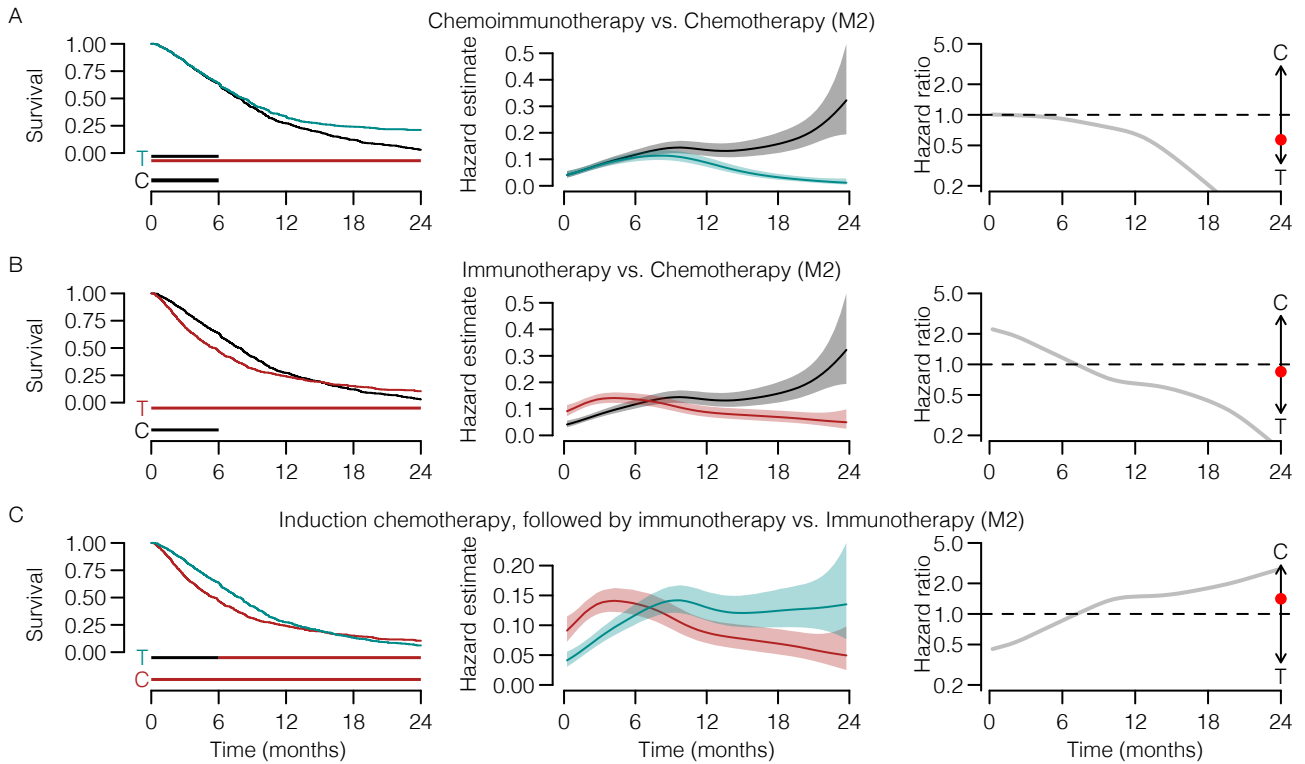 A
Chemoimmunotherapy vs. Chemotherapy (M2)
Survival
1.00
0.75
0.50
0.25
0.00
T
C
0 6 12 18 24
Hazard estimate
0.5
0.4
0.3
0.2
0.1
0.0
0 6 12 18 24
Hazard ratio
5.0
2.0
1.0
0.5
0.2
C
T
0 6 12 18 24
B
Immunotherapy vs. Chemotherapy (M2)
Survival
1.00
0.75
0.50
0.25
0.00
T
C
0 6 12 18 24
Hazard estimate
0.5
0.4
0.3
0.2
0.1
0.0
0 6 12 18 24
Hazard ratio
5.0
2.0
1.0
0.5
0.2
C
T
0 6 12 18 24
C
Induction chemotherapy, followed by immunotherapy vs. Immunotherapy (M2)
Survival
1.00
0.75
0.50
0.25
0.00
T
C
0 6 12 18 24
Time (months)
Hazard estimate
0.20
0.15
0.10
0.05
0.00
0 6 12 18 24
Time (months)
Hazard ratio
5.0
2.0
1.0
0.5
0.2
C
T
0 6 12 18 24
Time (months)